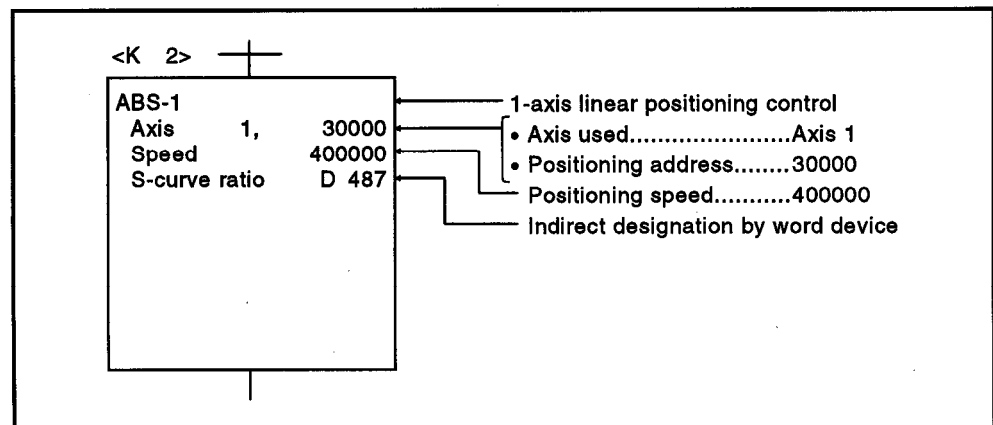 <K 2>
ABS-1
Axis 1, 30000
Speed 400000
S-curve ratio D 487
1-axis linear positioning control
• Axis used......................Axis 1
• Positioning address........30000
Positioning speed...........400000
Indirect designation by word device